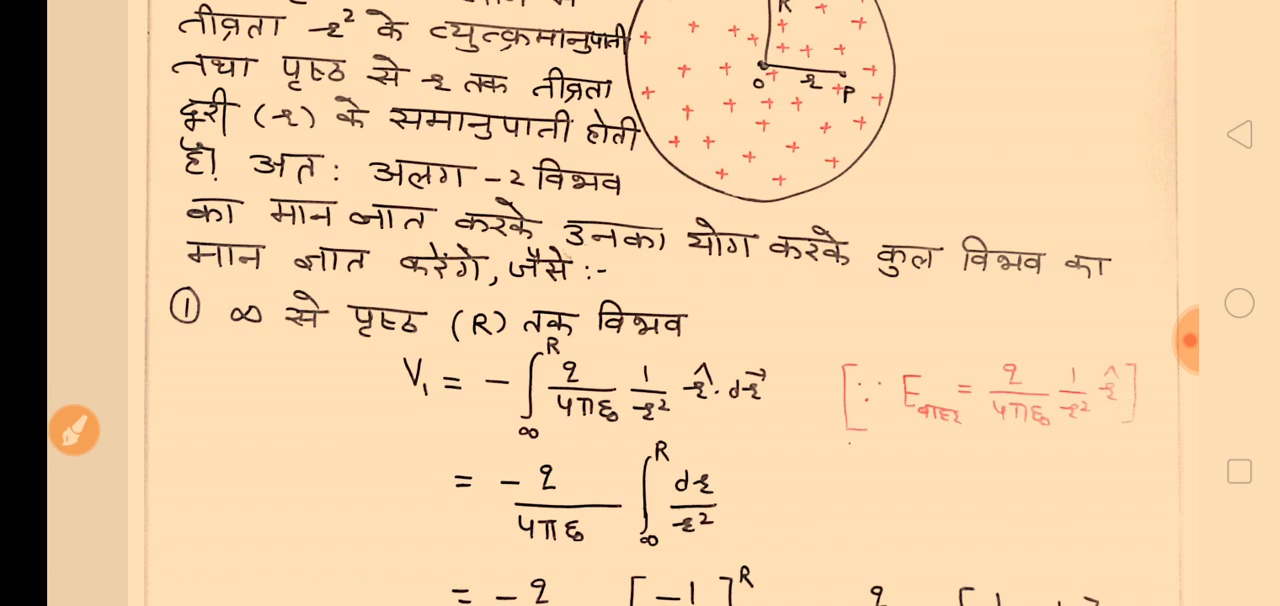 तीव्रता r² के व्युत्क्रमानुपाती
तथा पृष्ठ से r तक तीव्रता
दूरी (r) के समानुपाती होती
है। अत: अलग-2 विभव
का मान ज्ञात करके उनका योग करके कुल विभव का
मान ज्ञात करेंगे, जैसे :-
R
O r P
① ∞ से पृष्ठ (R) तक विभव
V₁ = - ∫_∞^R q/4πε₀ 1/r² r̂. dr⃗ [∵ E बाहर = q/4πε₀ 1/r² r̂]
= - q/4πε₀ ∫_∞^R dr/r²
= - q [-1]^R q